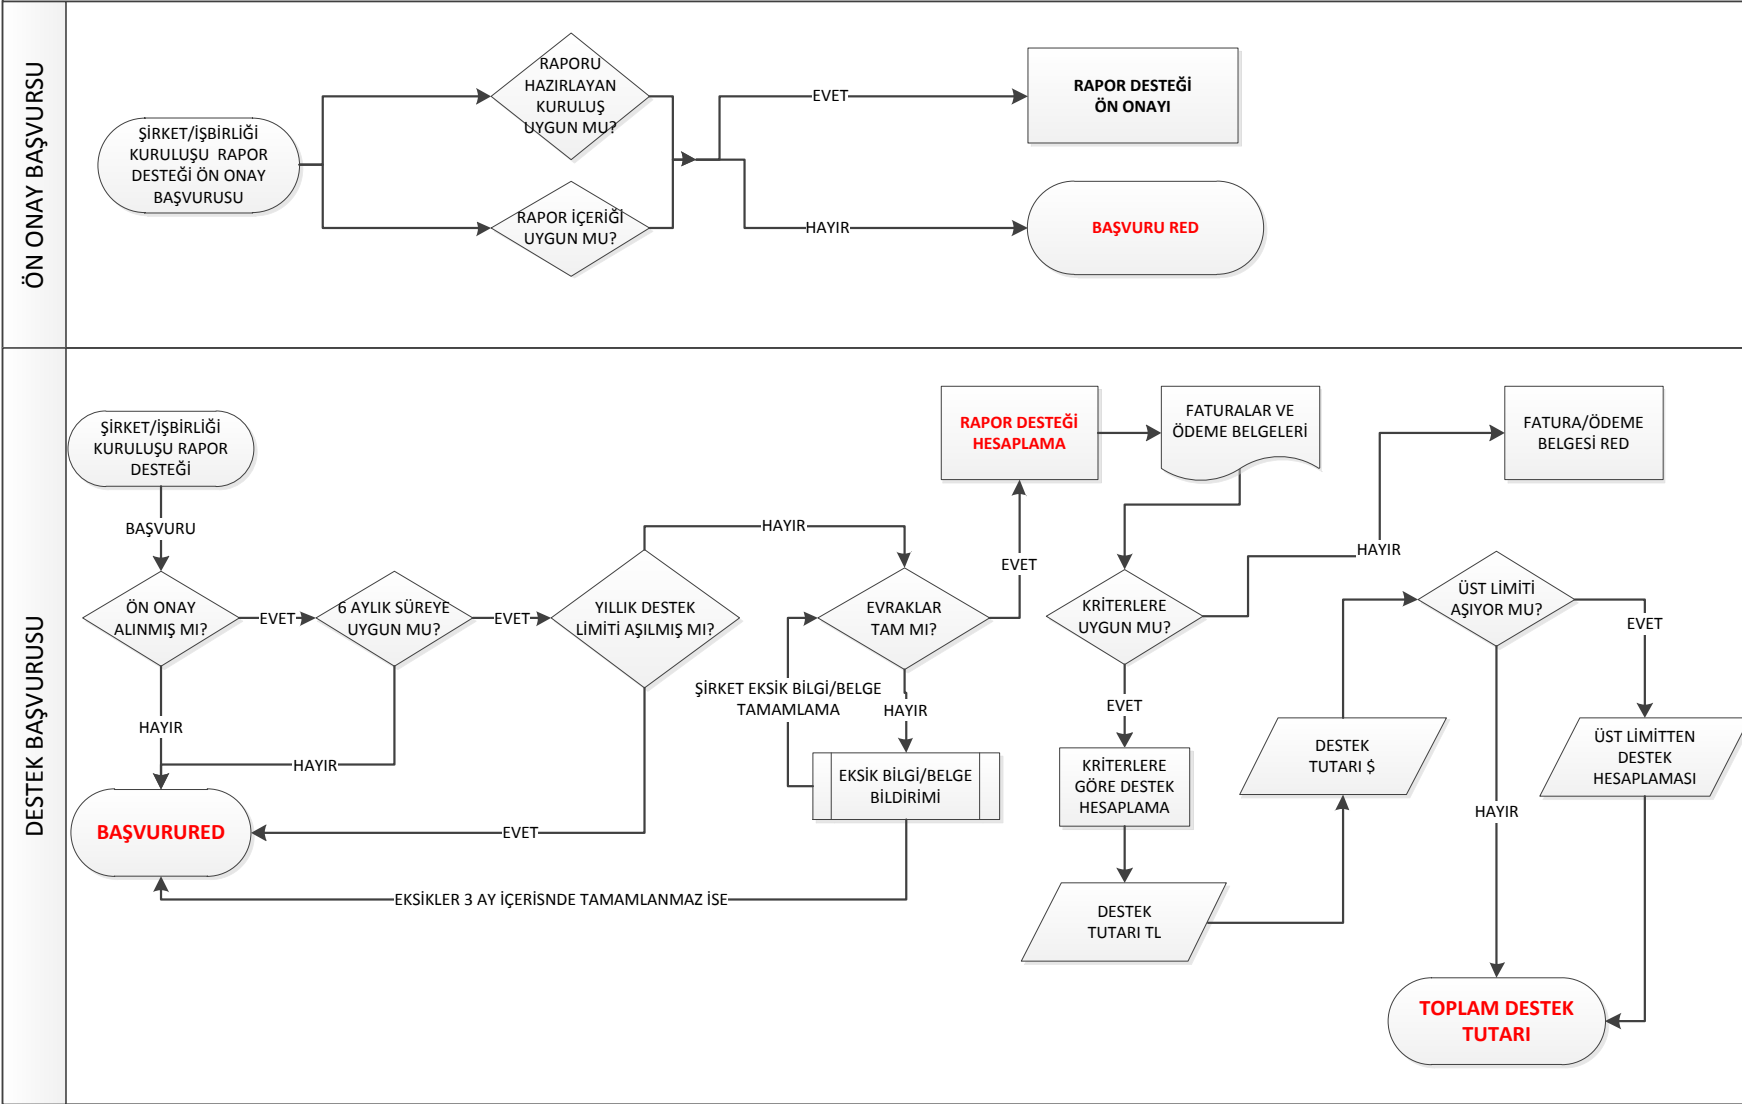 ÖN ONAY BAŞVURSU
ŞİRKET/İŞBİRLİĞİ
KURULUŞU RAPOR
DESTEĞİ ÖN ONAY
BAŞVURUSU
RAPORU
HAZIRLAYAN
KURULUŞ
UYGUN MU?
RAPOR İÇERİĞİ
UYGUN MU?
EVET
HAYIR
RAPOR DESTEĞİ
ÖN ONAYI
BAŞVURU RED
DESTEK BAŞVURUSU
ŞİRKET/İŞBİRLİĞİ
KURULUŞU RAPOR
DESTEĞİ
BAŞVURU
ÖN ONAY
ALINMIŞ MI?
EVET
HAYIR
6 AYLIK SÜREYE
UYGUN MU?
EVET
HAYIR
YILLIK DESTEK
LİMİTİ AŞILMIŞ MI?
HAYIR
EVET
BAŞVURURED
EVRAKLAR
TAM MI?
EVET
HAYIR
ŞİRKET EKSİK BİLGİ/BELGE
TAMAMLAMA
EKSİK BİLGİ/BELGE
BİLDİRİMİ
EKSİKLER 3 AY İÇERİSNDE TAMAMLANMAZ İSE
RAPOR DESTEĞİ
HESAPLAMA
FATURALAR VE
ÖDEME BELGELERİ
KRİTERLERE
UYGUN MU?
HAYIR
FATURA/ÖDEME
BELGESİ RED
EVET
KRİTERLERE
GÖRE DESTEK
HESAPLAMA
DESTEK
TUTARI TL
DESTEK
TUTARI $
ÜST LİMİTİ
AŞIYOR MU?
EVET
HAYIR
ÜST LİMİTTEN
DESTEK
HESAPLAMASI
TOPLAM DESTEK
TUTARI